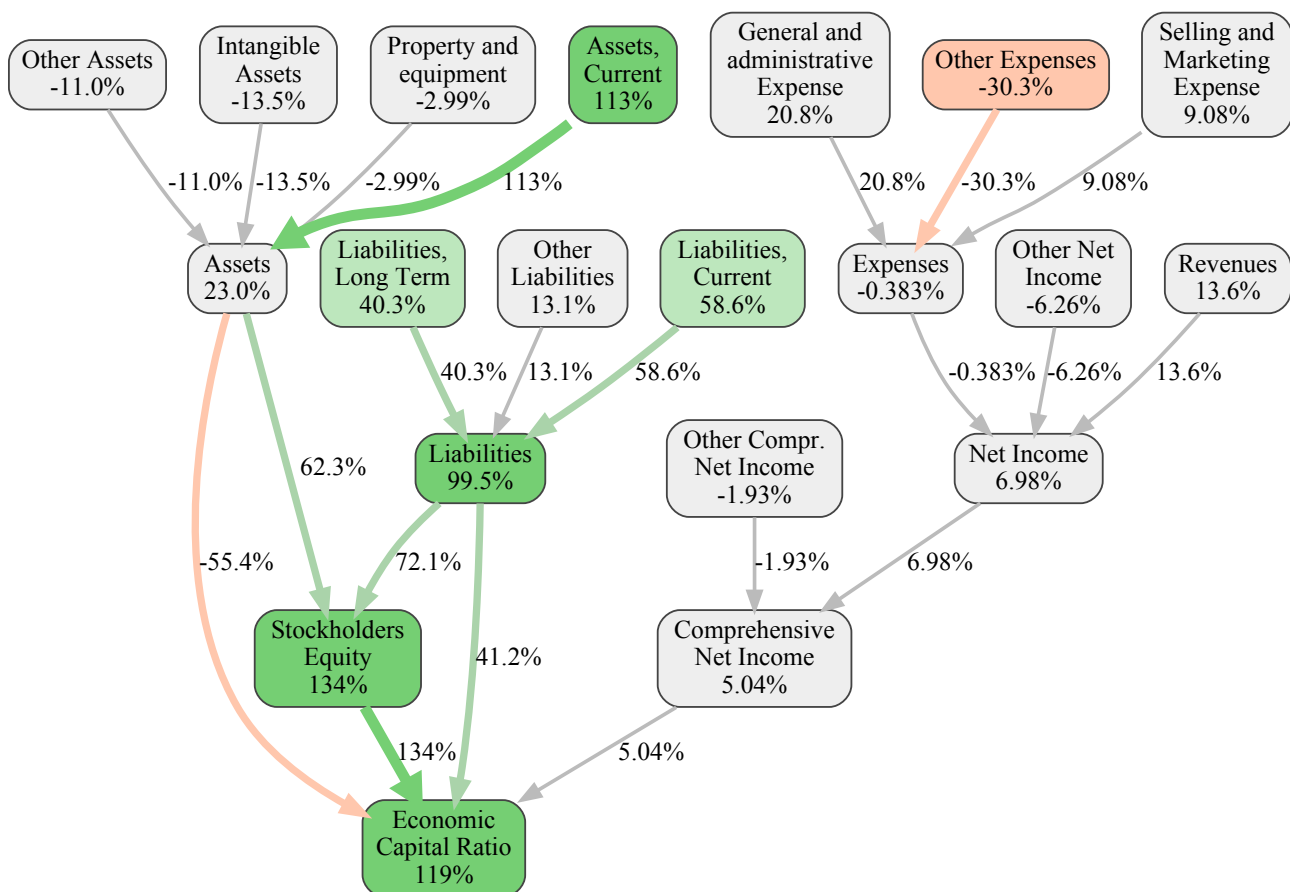 Other Assets
-11.0%
Intangible
Assets
-13.5%
Property and
equipment
-2.99%
Assets,
Current
113%
General and
administrative
Expense
20.8%
Other Expenses
-30.3%
Selling and
Marketing
Expense
9.08%
-11.0%
-13.5%
-2.99%
113%
20.8%
-30.3%
9.08%
Assets
23.0%
Liabilities,
Long Term
40.3%
Other
Liabilities
13.1%
Liabilities,
Current
58.6%
Expenses
-0.383%
Other Net
Income
-6.26%
Revenues
13.6%
40.3%
13.1%
58.6%
-0.383%
-6.26%
13.6%
62.3%
Liabilities
99.5%
Other Compr.
Net Income
-1.93%
Net Income
6.98%
-55.4%
72.1%
-1.93%
6.98%
Stockholders
Equity
134%
41.2%
Comprehensive
Net Income
5.04%
134%
5.04%
Economic
Capital Ratio
119%